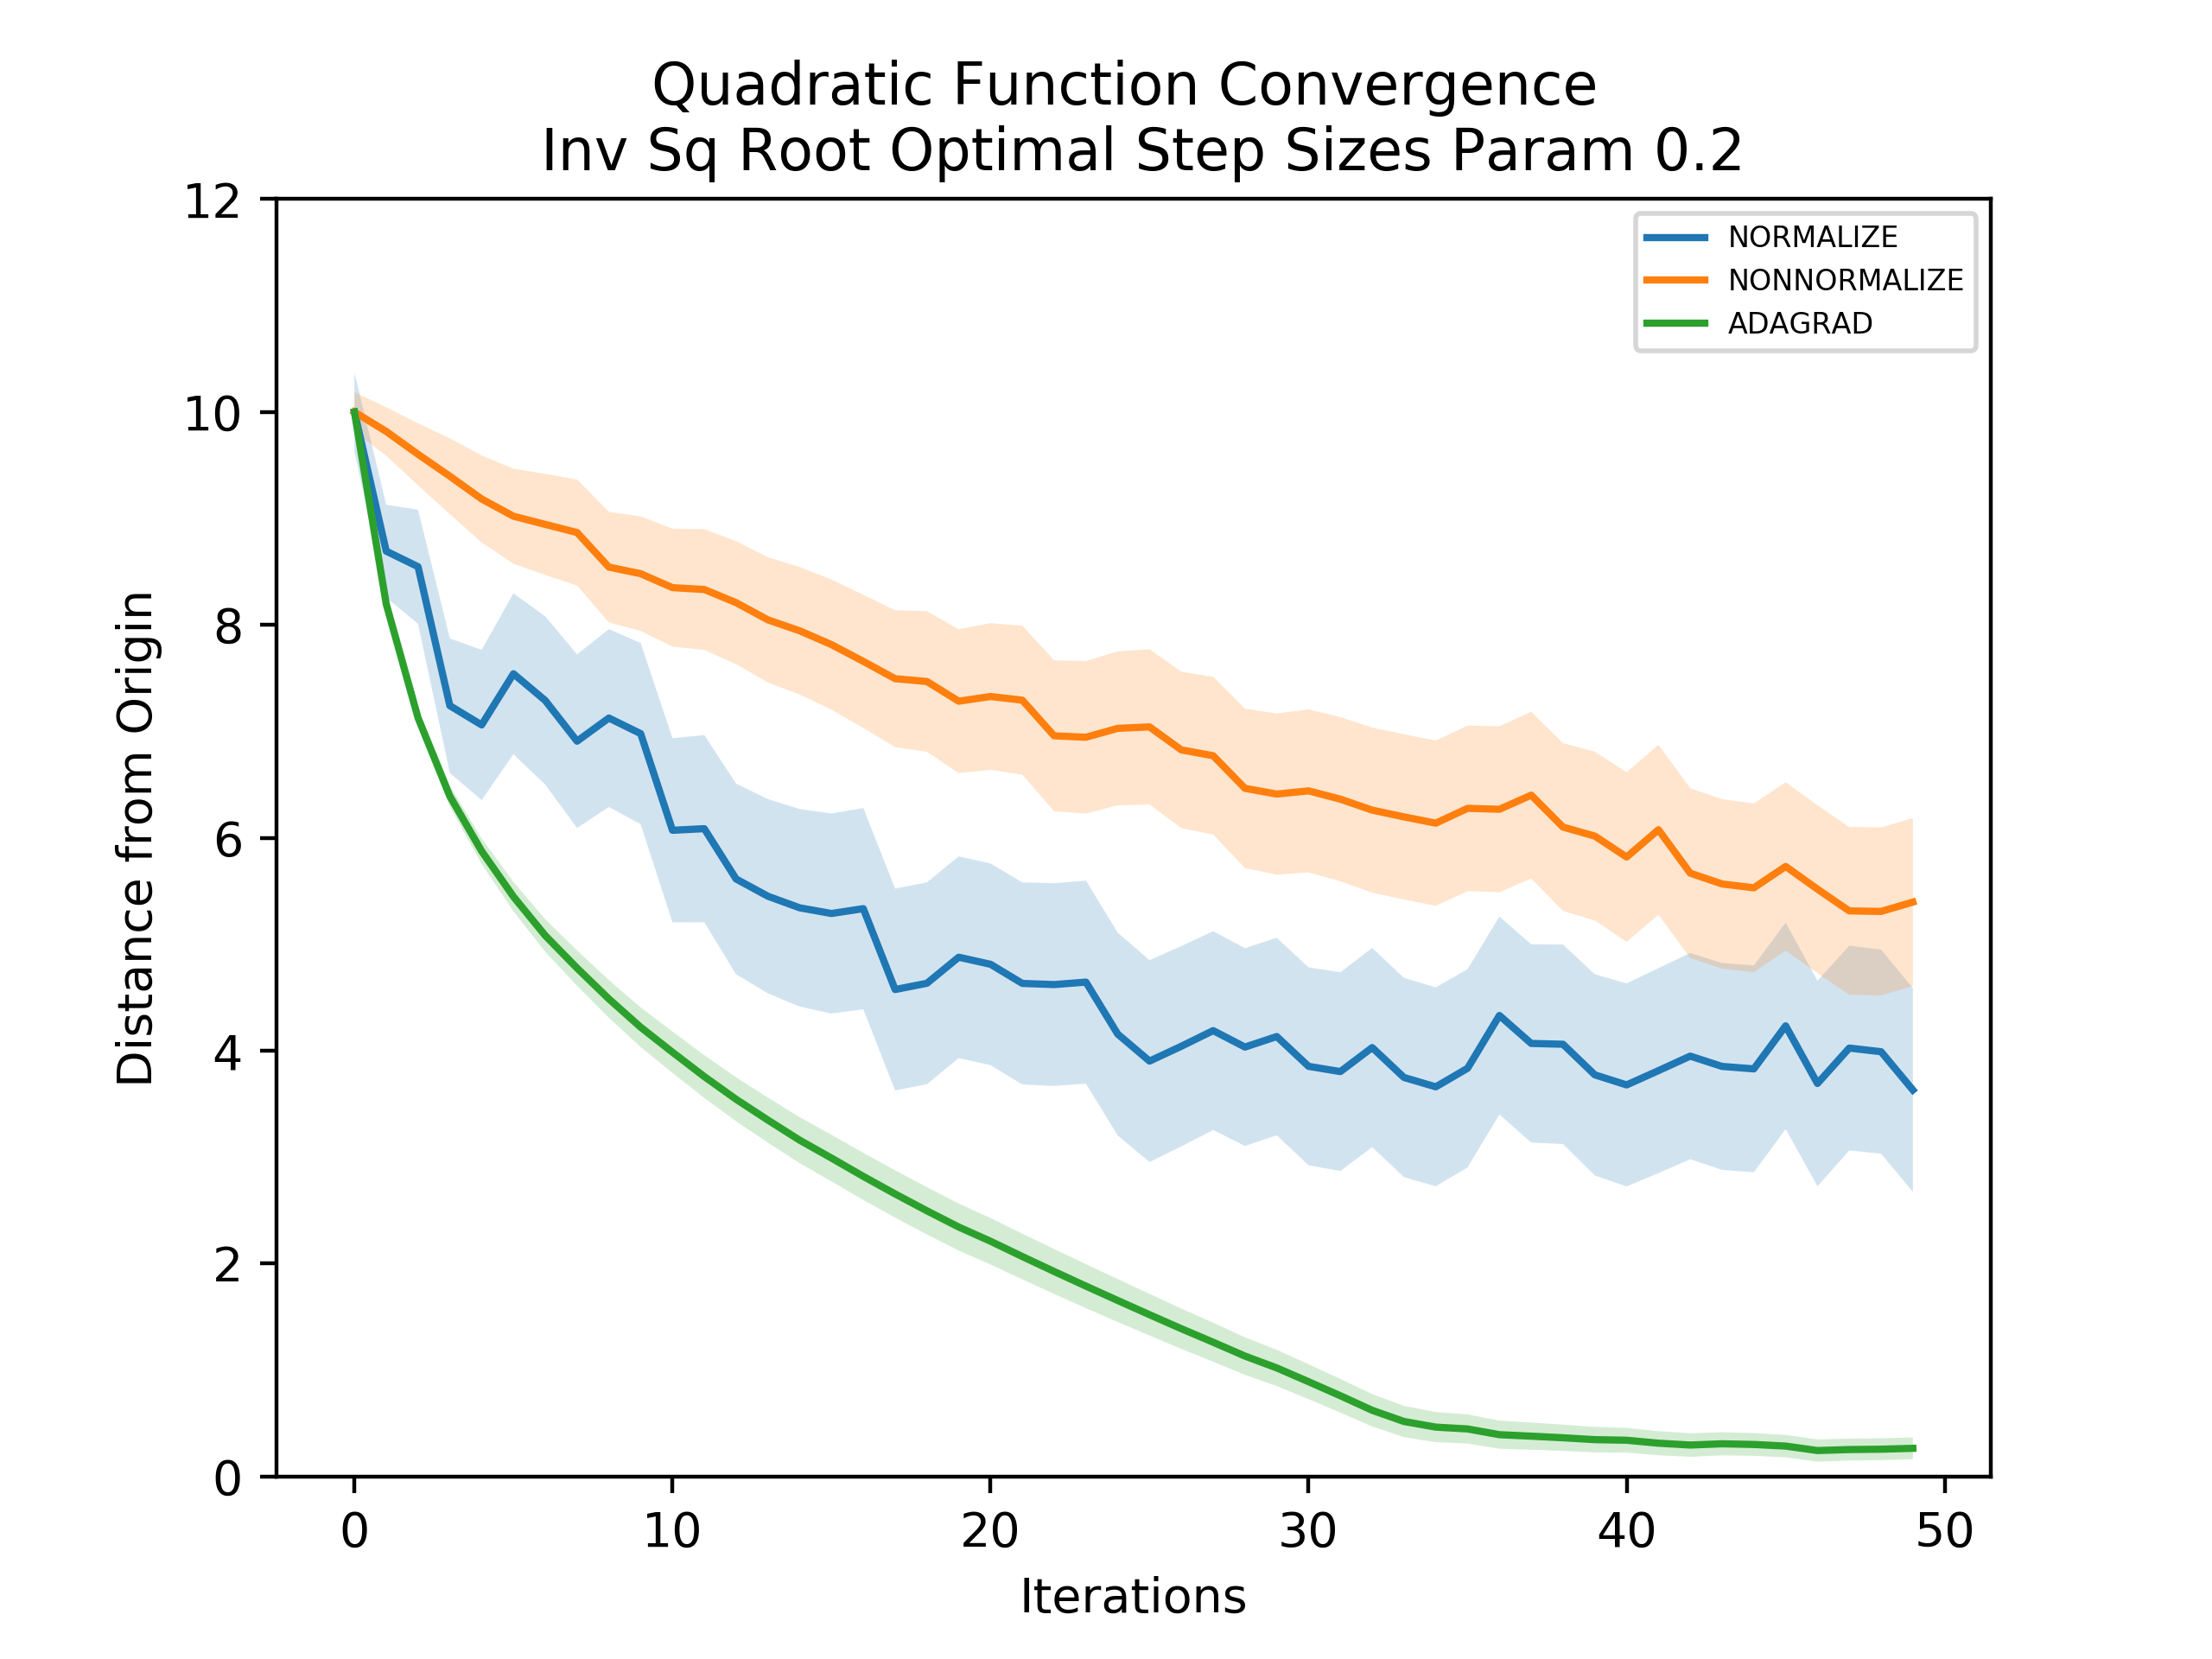 Quadratic Function Convergence
Inv Sq Root Optimal Step Sizes Param 0.2
12
10
8
6
4
2
0
Distance from Origin
NORMALIZE
NONNORMALIZE
ADAGRAD
0 10 20 30 40 50
Iterations